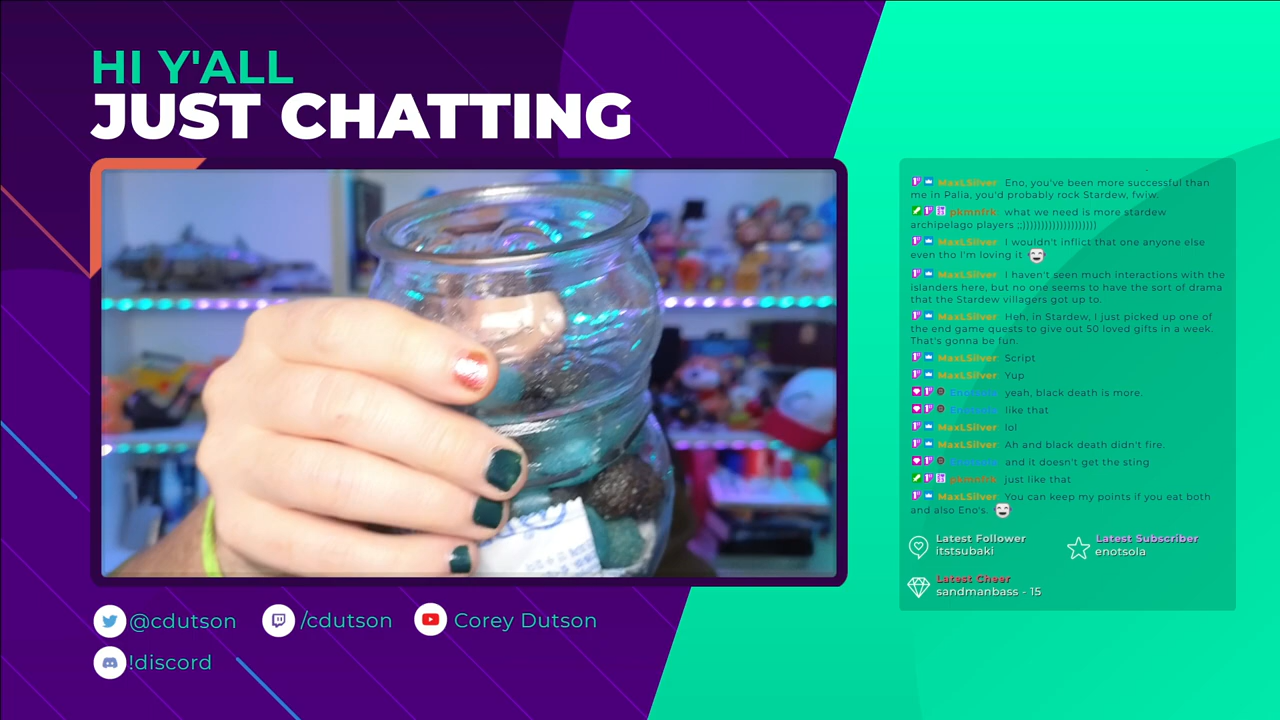 HI Y'ALL
JUST CHATTING
MaxLSilver: Eno, you've been more successful than
me in Palia, you'd probably rock Stardew, fwiw.
pkmnfrk: what we need is more stardew
archipelago players ;;))))))))))))))))))))
MaxLSilver: I wouldn't inflict that one anyone else
even tho I'm loving it
MaxLSilver: I haven't seen much interactions with the
islanders here, but no one seems to have the sort of drama
that the Stardew villagers got up to.
MaxLSilver: Heh, in Stardew, I just picked up one of
the end game quests to give out 50 loved gifts in a week.
That's gonna be fun.
MaxLSilver: Script
MaxLSilver: Yup
Enotsola: yeah, black death is more.
Enotsola: like that
MaxLSilver: lol
MaxLSilver: Ah and black death didn't fire.
Enotsola: and it doesn't get the sting
pkmnfrk: just like that
MaxLSilver: You can keep my points if you eat both
and also Eno's.
Latest Follower
itstsubaki
Latest Subscriber
enotsola
Latest Cheer
sandmanbass - 15
@cdutson
/cdutson
Corey Dutson
!discord